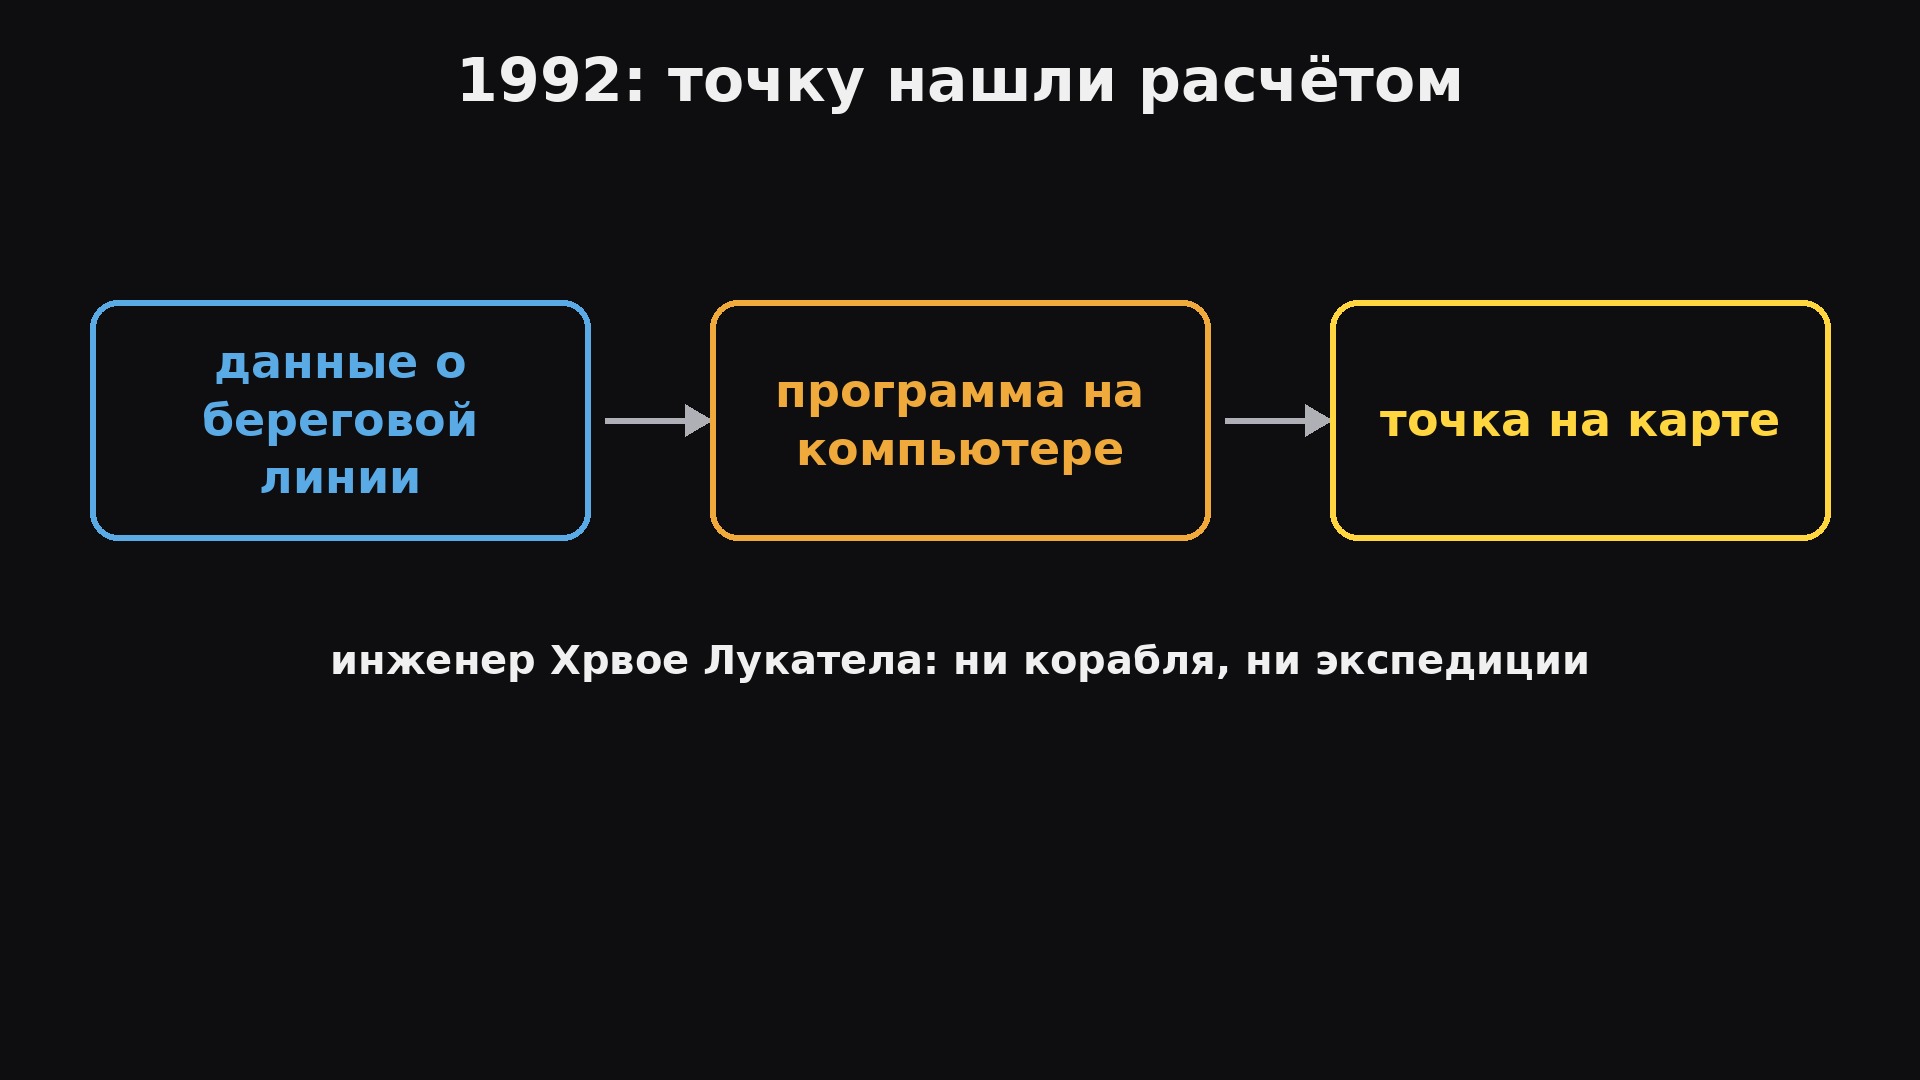 1992: точку нашли расчётом
данные о
береговой
линии
программа на
компьютере
точка на карте
инженер Хрвое Лукатела: ни корабля, ни экспедиции